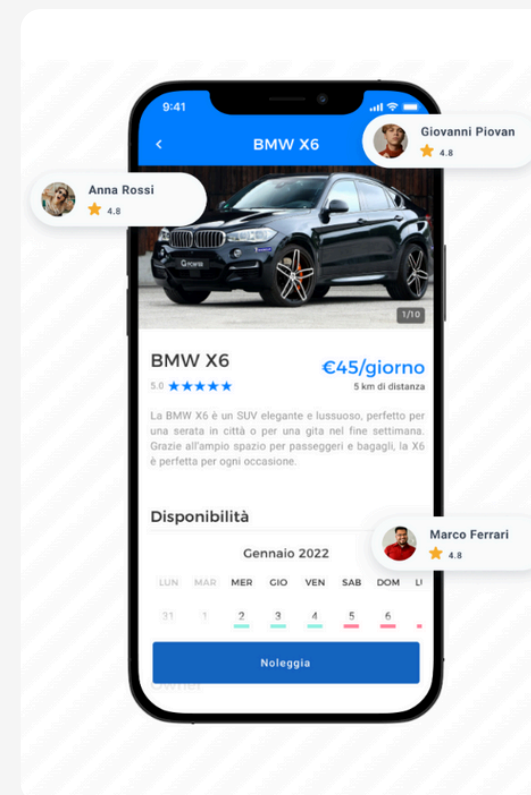 9:41
BMW X6
Giovanni Piovan
4.8
Anna Rossi
4.8
G POWER
1/10
BMW X6
€45/giorno
5.0
5 km di distanza
La BMW X6 è un SUV elegante e lussuoso, perfetto per
una serata in città o per una gita nel fine settimana.
Grazie all'ampio spazio per passeggeri e bagagli, la X6
è perfetta per ogni occasione.
Disponibilità
Marco Ferrari
4.8
Gennaio 2022
LUN MAR MER GIO VEN SAB DOM LU
31 1 2 3 4 5 6
Noleggia
Owner